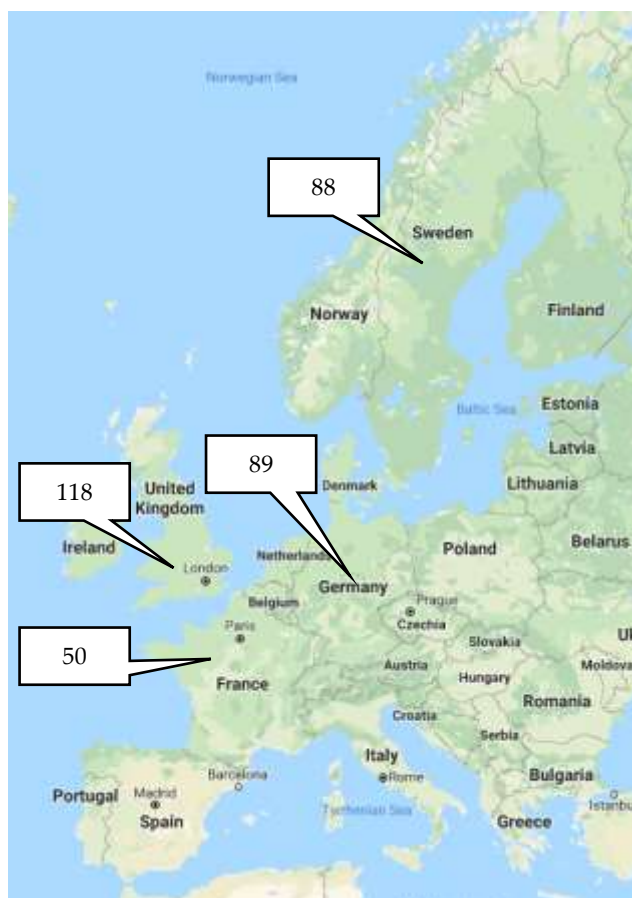 Norwegian Sea
88
Sweden
Norway
Finland
Baltic Sea
Estonia
Latvia
Lithuania
Denmark
89
118
United
Kingdom
Ireland
London
Netherlands
Poland
Belarus
Germany
Belgium
Prague
Czechia
Paris
50
Slovakia
Uk
Moldova
Austria
Hungary
France
Romania
Croatia
Serbia
Italy
Rome
Bulgaria
Barcelona
Portugal
Madrid
Spain
Tyrrhenian Sea
Greece
Istanbu